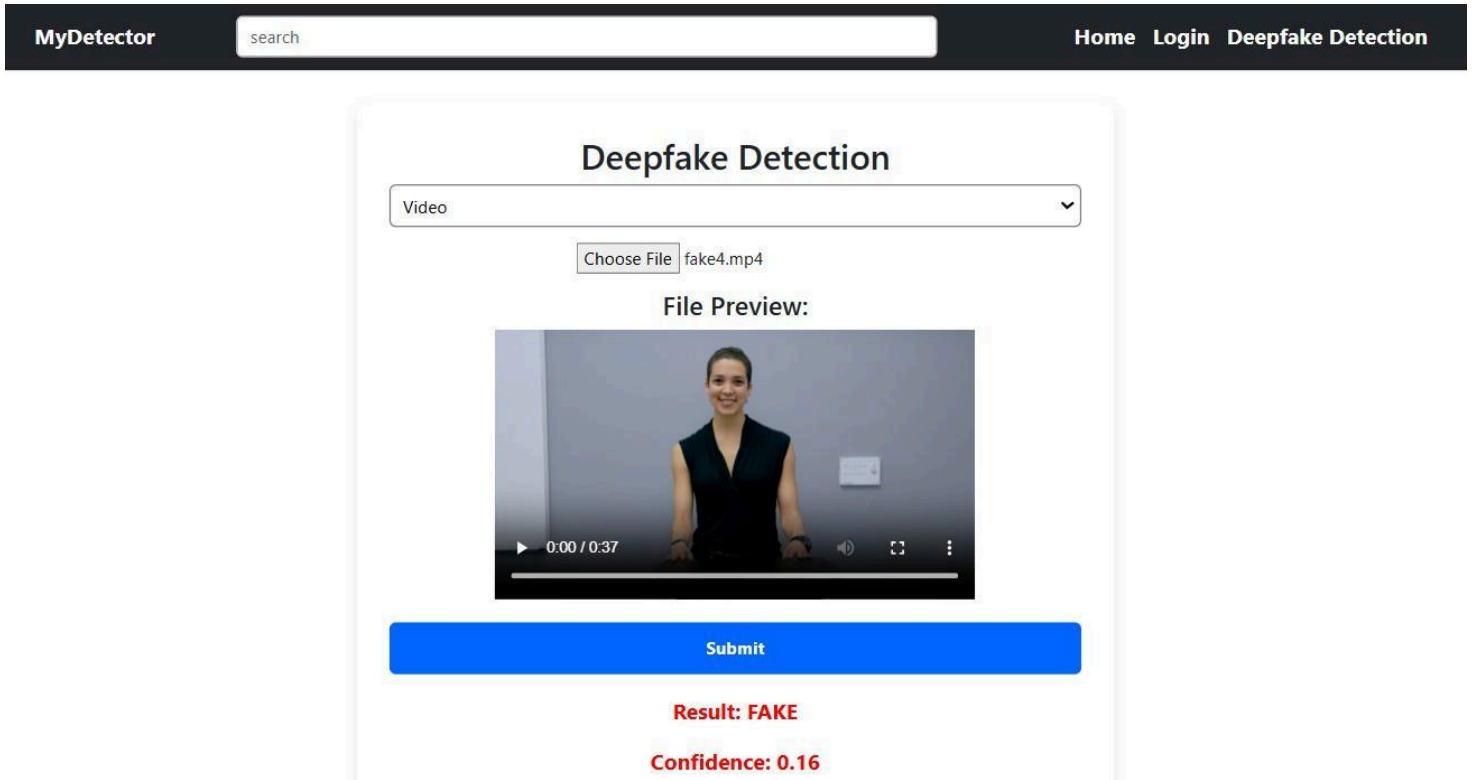 MyDetector search Home Login Deepfake Detection
Deepfake Detection
Video
Choose File fake4.mp4
File Preview:
0:00 / 0:37
Submit
Result: FAKE
Confidence: 0.16